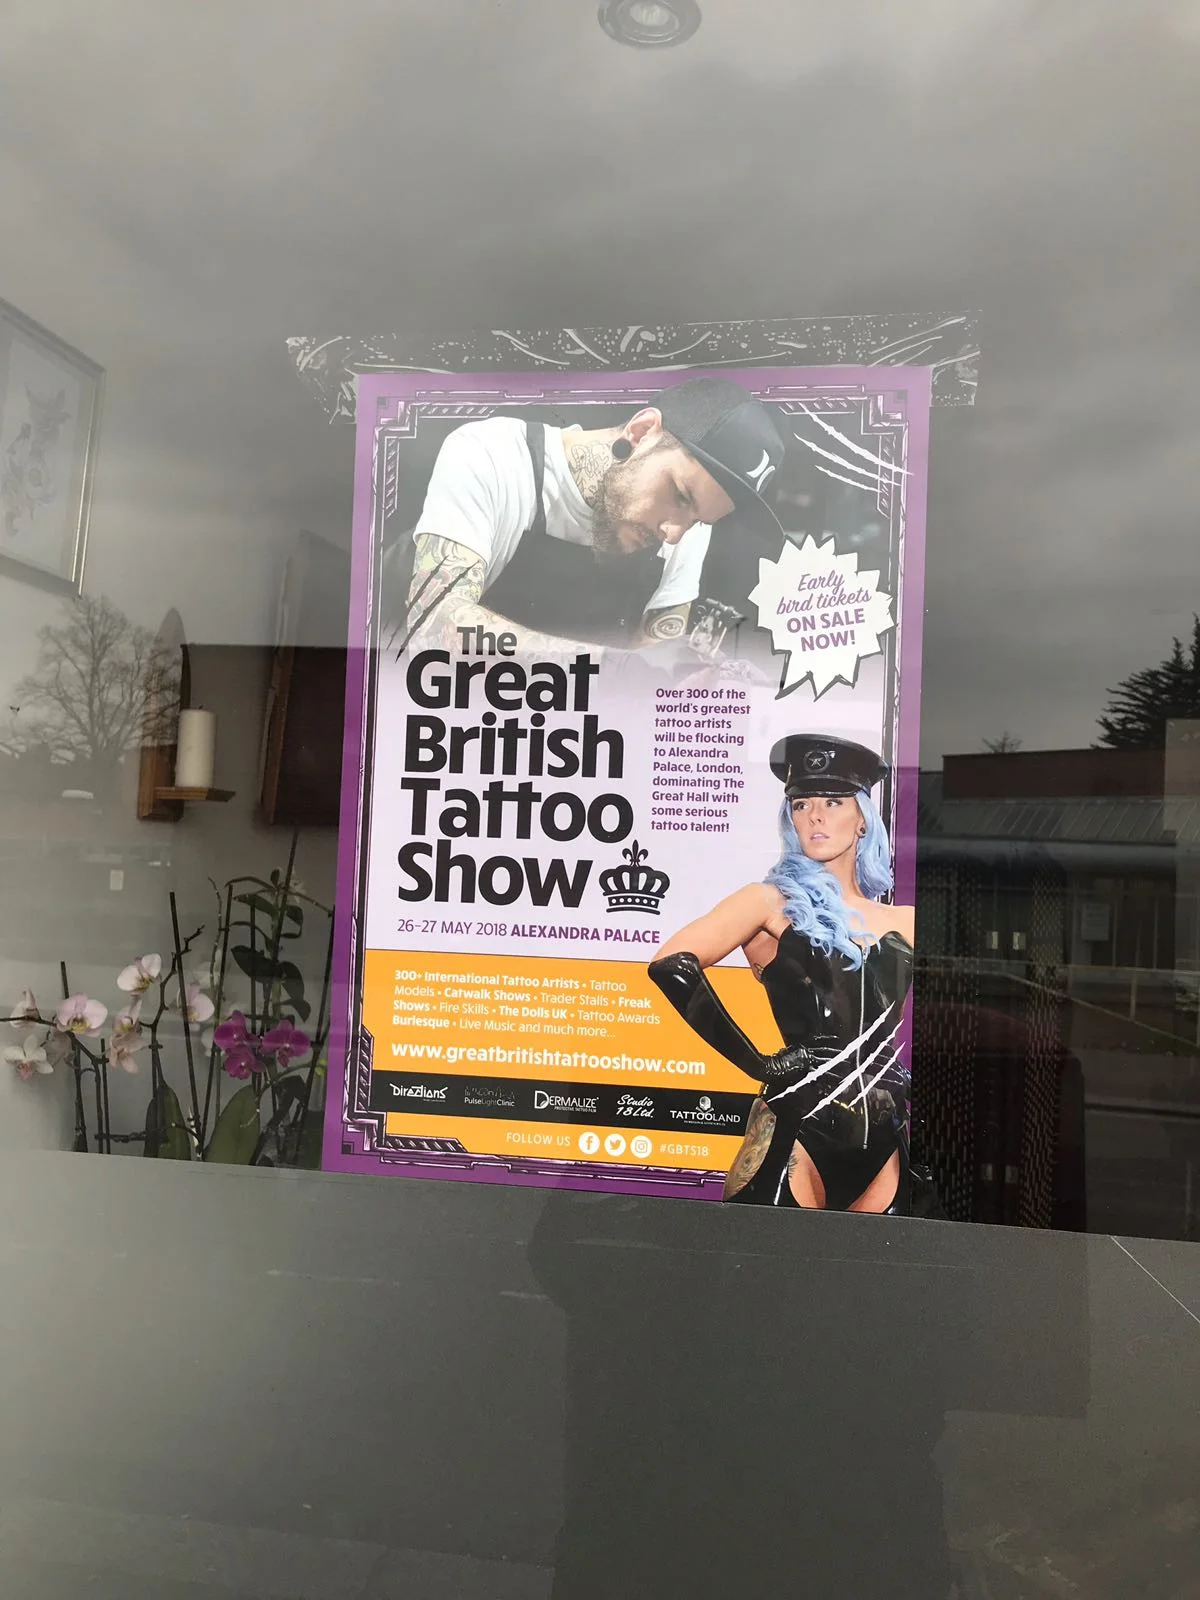 Early
bird tickets
ON SALE
NOW!
The
Great
British
Tattoo
Show
Over 300 of the
world's greatest
tattoo artists
will be flocking
to Alexandra
Palace, London,
dominating The
Great Hall with
some serious
tattoo talent!
26-27 MAY 2018 ALEXANDRA PALACE
300+ International Tattoo Artists • Tattoo
Models • Catwalk Shows • Trader Stalls • Freak
Shows • Fire Skills • The Dolls UK • Tattoo Awards
Burlesque • Live Music and much more...
www.greatbritishtattooshow.com
Directions
PulseLightClinic
DERMALIZE
PROTECTIVE TATTOO FILM
Studio
18 Ltd.
TATTOOLAND
FOLLOW US #GBTS18